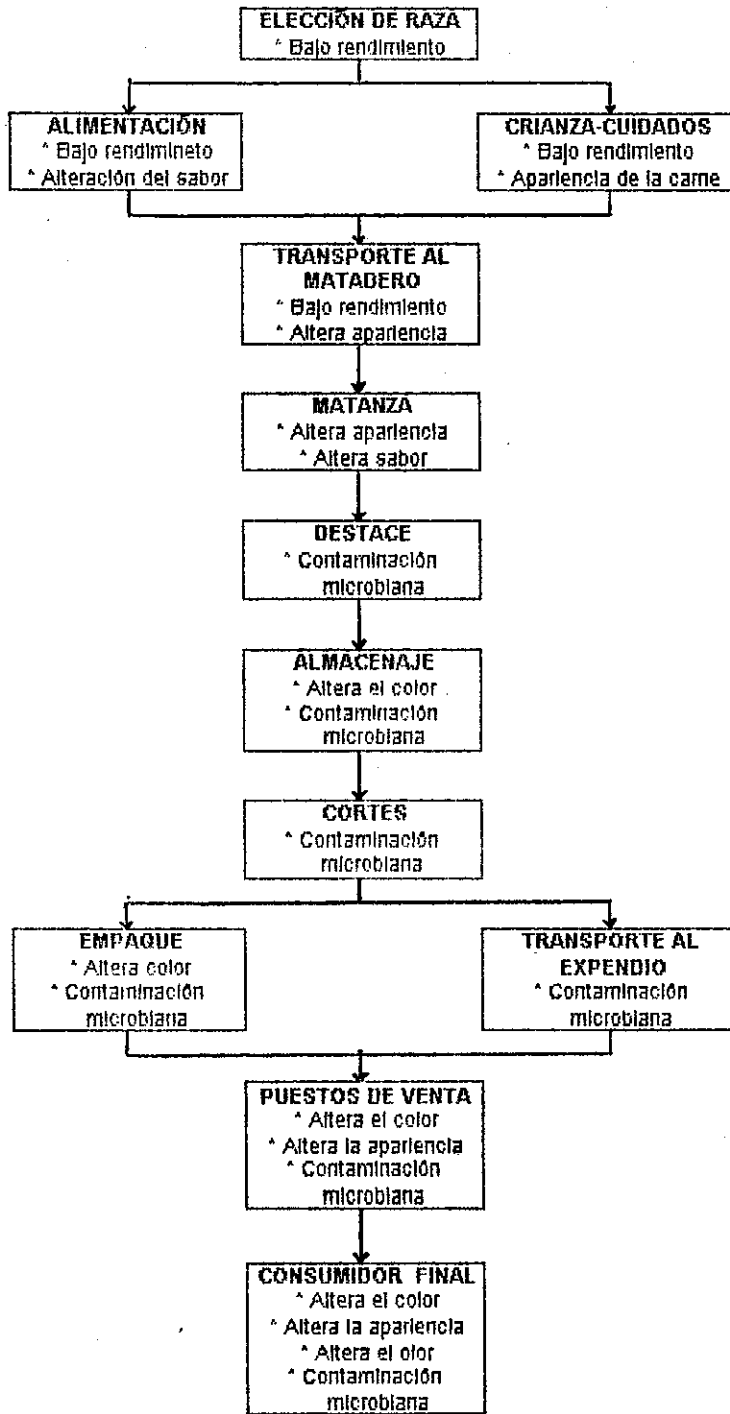 ELECCIÓN DE RAZA
* Bajo rendimiento
ALIMENTACIÓN
* Bajo rendimineto
* Alteración del sabor
CRIANZA-CUIDADOS
* Bajo rendimiento
* Apariencia de la carne
TRANSPORTE AL
MATADERO
* Bajo rendimiento
* Altera apariencia
MATANZA
* Altera apariencia
* Altera sabor
DESTACE
* Contaminación
microbiana
ALMACENAJE
* Altera el color
* Contaminación
microbiana
CORTES
* Contaminación
microbiana
EMPAQUE
* Altera color
* Contaminación
microbiana
TRANSPORTE AL
EXPENDIO
* Contaminación
microbiana
PUESTOS DE VENTA
* Altera el color
* Altera la apariencia
* Contaminación
microbiana
CONSUMIDOR FINAL
* Altera el color
* Altera la apariencia
* Altera el olor
* Contaminación
microbiana